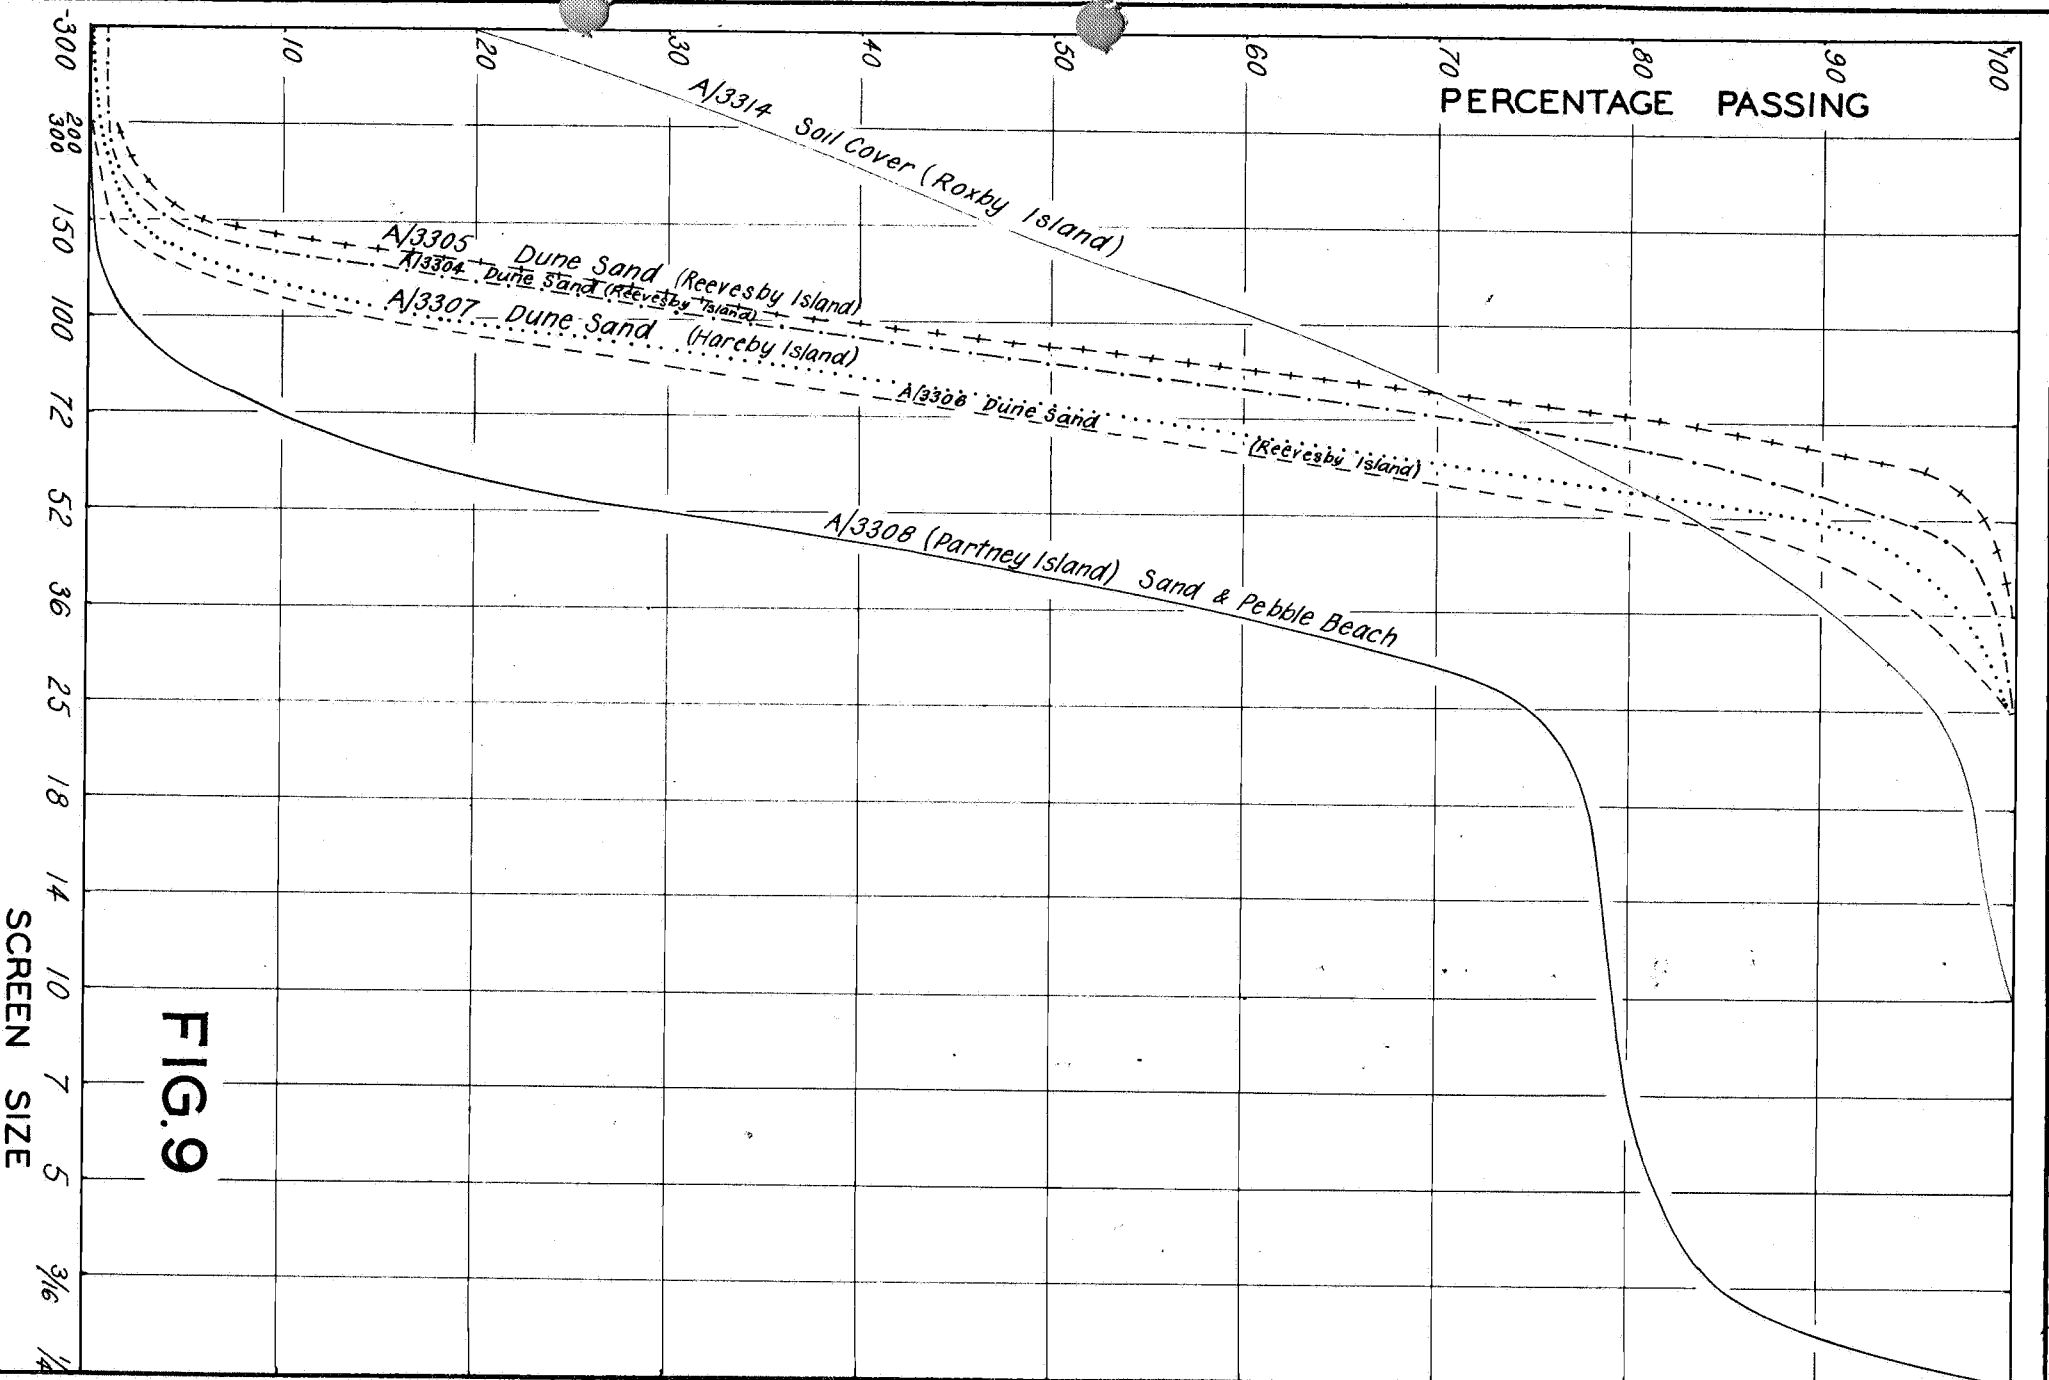 -300
200
300
150
100
72
52
36
25
18
14
10
7
5
3/16
1/4
SCREEN SIZE
10
20
30
40
50
60
70
80
90
100
PERCENTAGE PASSING
A/3314 Soil Cover (Roxby Island)
A/3305 Dune Sand (Reevesby Island)
A/3304 Dune Sand (Reevesby Island)
A/3307 Dune Sand (Hareby Island)
A/3306 Dune Sand (Reevesby Island)
A/3308 (Partney Island) Sand & Pebble Beach
FIG.9